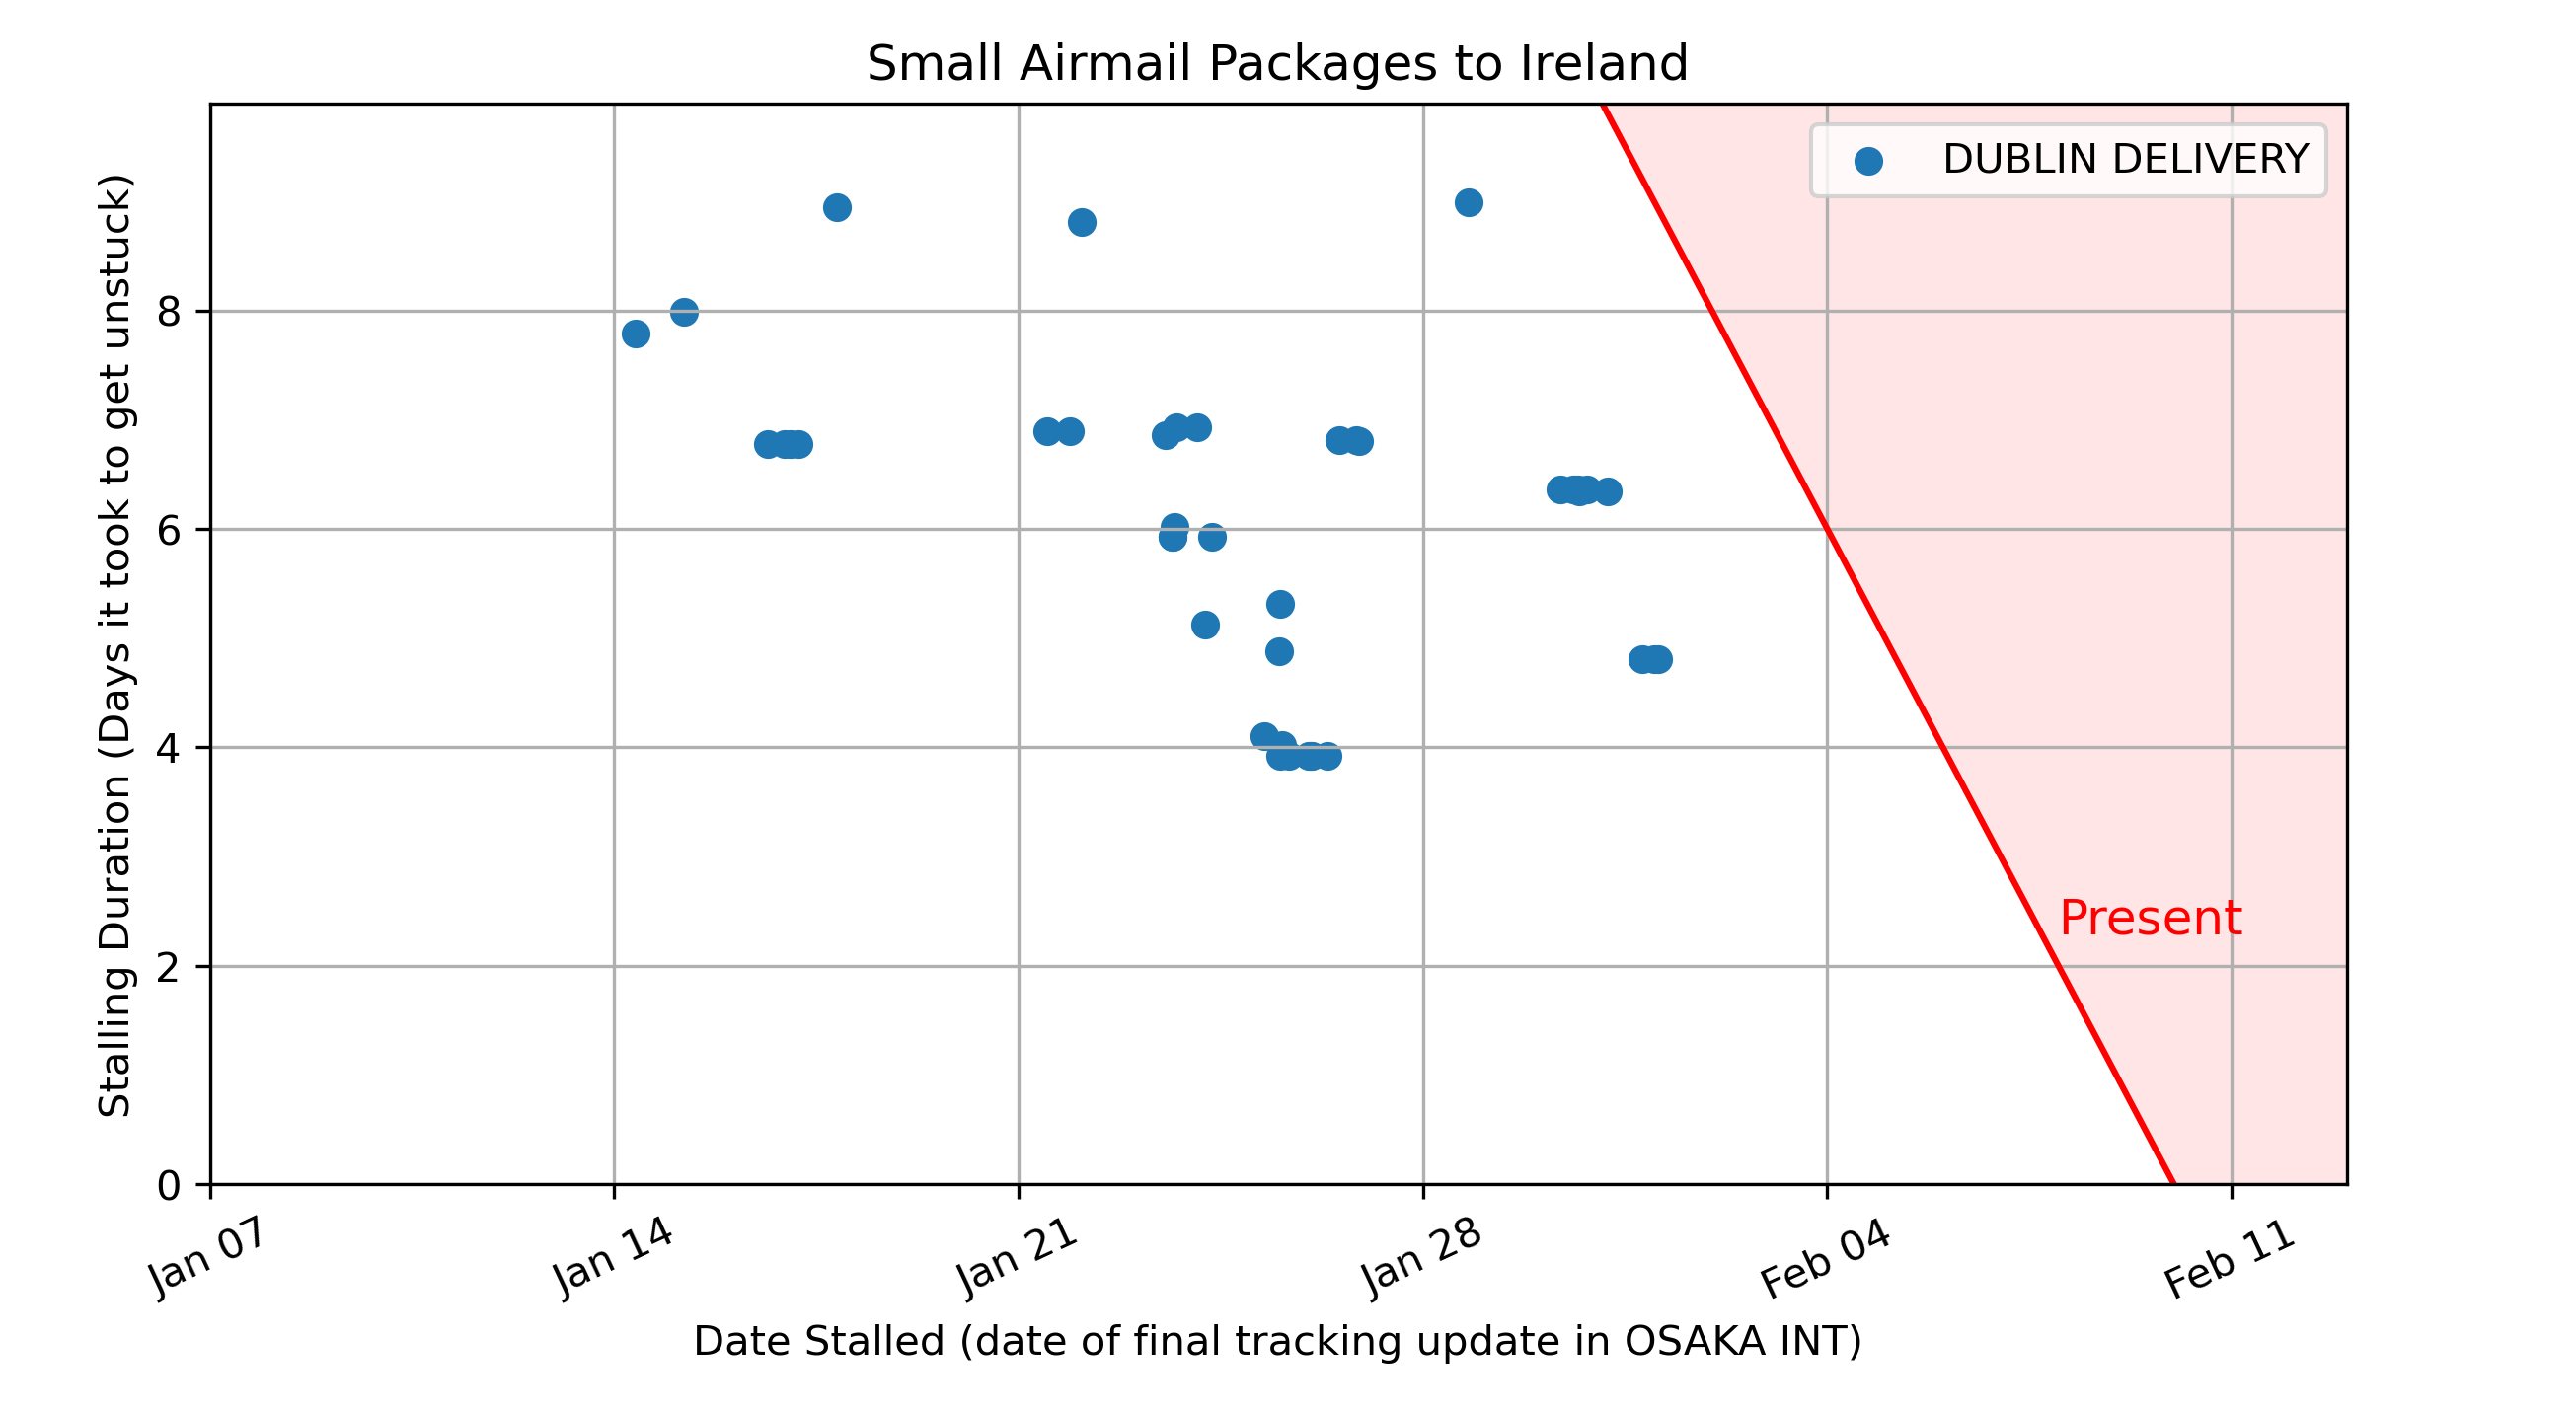 Small Airmail Packages to Ireland
DUBLIN DELIVERY
Stalling Duration (Days it took to get unstuck)
8
6
4
2
0
Present
Jan 07
Jan 14
Jan 21
Jan 28
Feb 04
Feb 11
Date Stalled (date of final tracking update in OSAKA INT)